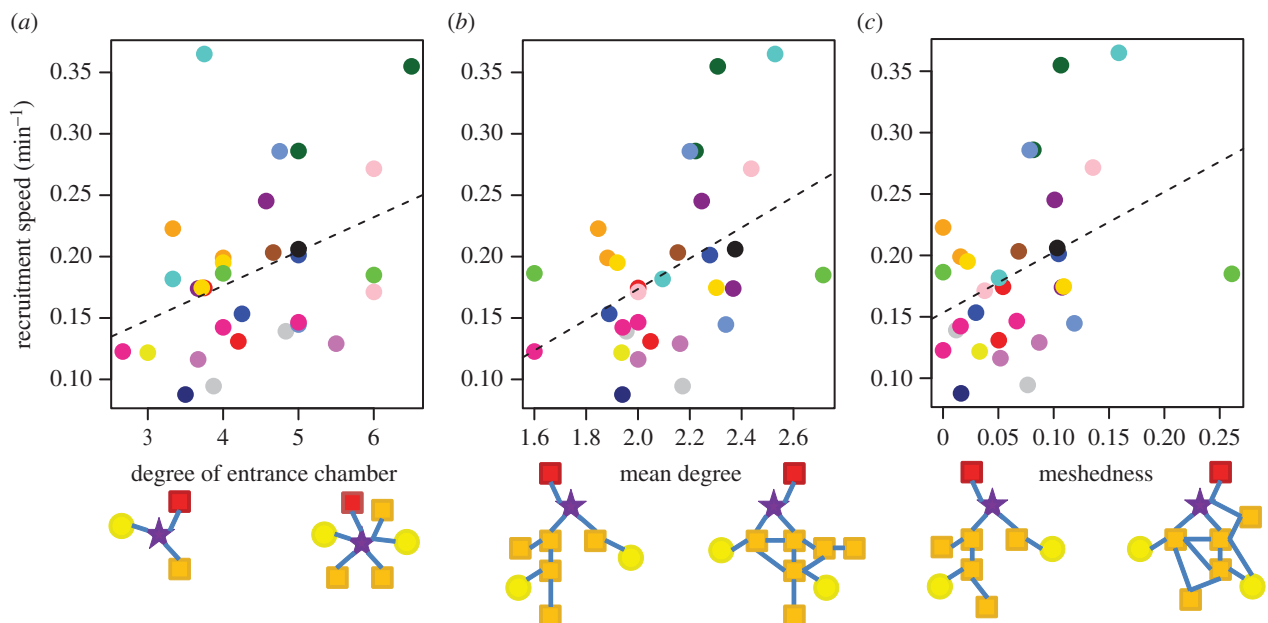 (a)
(b)
(c)
recruitment speed (min⁻¹)
0.35
0.30
0.25
0.20
0.15
0.10
3 4 5 6
degree of entrance chamber
0.35
0.30
0.25
0.20
0.15
0.10
1.6 2.0 2.2 2.4 2.6
mean degree
0.35
0.30
0.25
0.20
0.15
0.10
0 0.05 0.10 0.15 0.20 0.25
meshedness